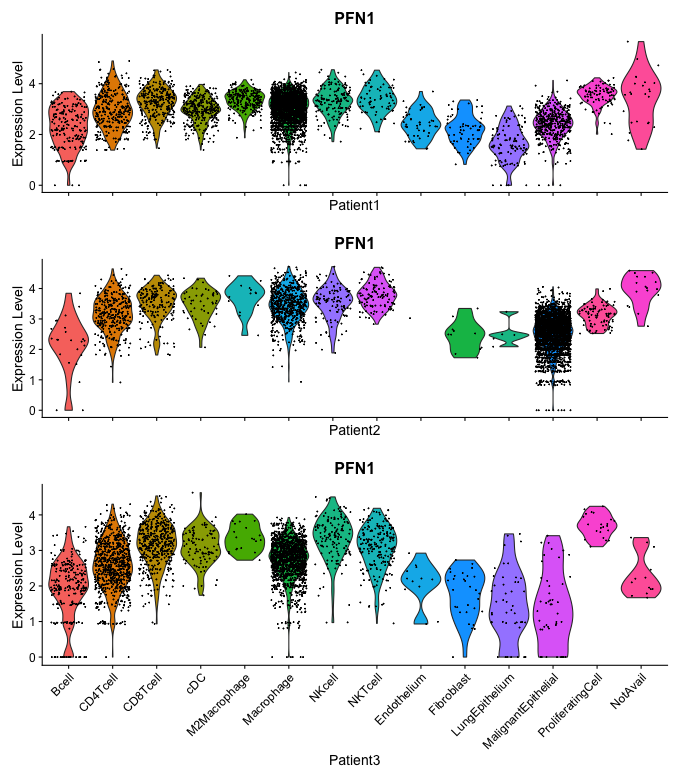 PFN1
Expression Level
4
2
0
Patient1
PFN1
Expression Level
4
3
2
1
0
Patient2
PFN1
Expression Level
4
3
2
1
0
Bcell
CD4Tcell
CD8Tcell
cDC
M2Macrophage
Macrophage
NKcell
NKTcell
Endothelium
Fibroblast
LungEpithelium
MalignantEpithelial
ProliferatingCell
NotAvail
Patient3